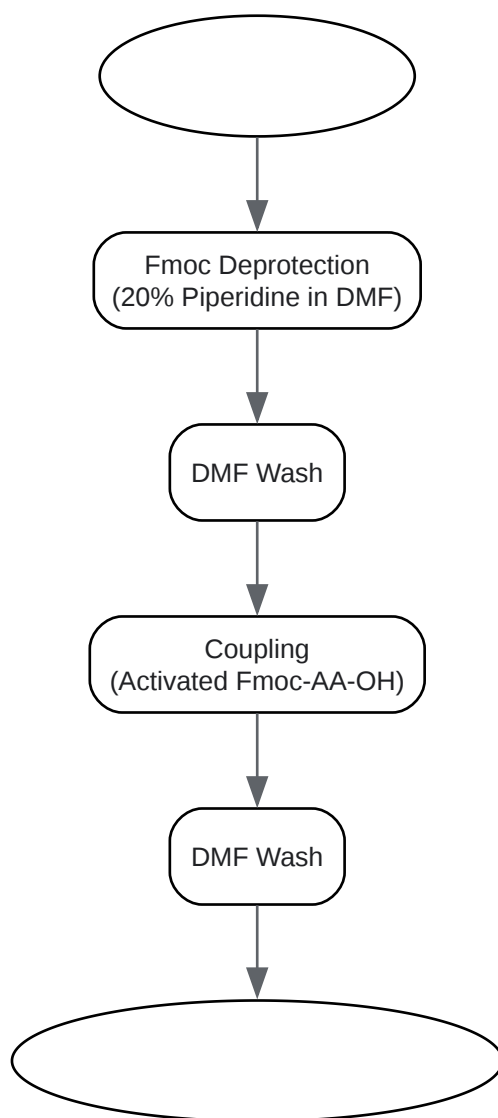 Fmoc Deprotection
(20% Piperidine in DMF)
DMF Wash
Coupling
(Activated Fmoc-AA-OH)
DMF Wash